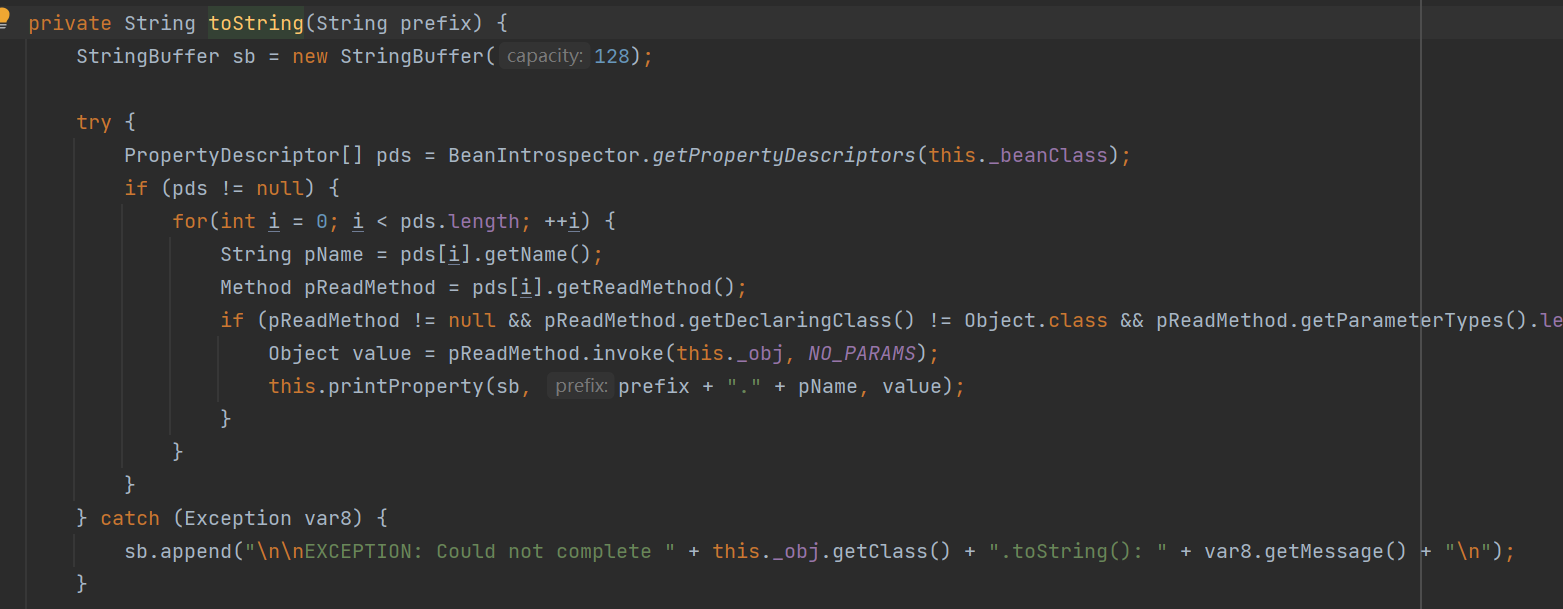 private String toString(String prefix) {
    StringBuffer sb = new StringBuffer( capacity: 128);
    try {
        PropertyDescriptor[] pds = BeanIntrospector.getPropertyDescriptors(this._beanClass);
        if (pds != null) {
            for(int i = 0; i < pds.length; ++i) {
                String pName = pds[i].getName();
                Method pReadMethod = pds[i].getReadMethod();
                if (pReadMethod != null && pReadMethod.getDeclaringClass() != Object.class && pReadMethod.getParameterTypes().le
                    Object value = pReadMethod.invoke(this._obj, NO_PARAMS);
                    this.printProperty(sb, prefix: prefix + "." + pName, value);
                }
            }
        }
    } catch (Exception var8) {
        sb.append("\n\nEXCEPTION: Could not complete " + this._obj.getClass() + ".toString(): " + var8.getMessage() + "\n");
    }